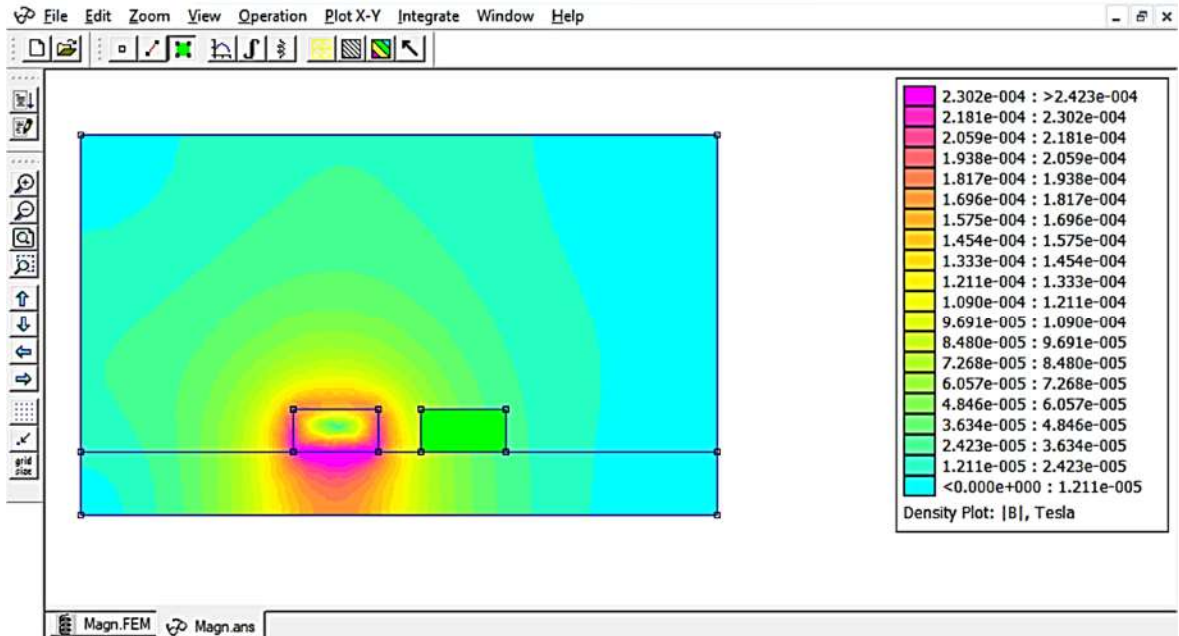 File Edit Zoom View Operation Plot X-Y Integrate Window Help
grid
size
2.302e-004 : >2.423e-004
2.181e-004 : 2.302e-004
2.059e-004 : 2.181e-004
1.938e-004 : 2.059e-004
1.817e-004 : 1.938e-004
1.696e-004 : 1.817e-004
1.575e-004 : 1.696e-004
1.454e-004 : 1.575e-004
1.333e-004 : 1.454e-004
1.211e-004 : 1.333e-004
1.090e-004 : 1.211e-004
9.691e-005 : 1.090e-004
8.480e-005 : 9.691e-005
7.268e-005 : 8.480e-005
6.057e-005 : 7.268e-005
4.846e-005 : 6.057e-005
3.634e-005 : 4.846e-005
2.423e-005 : 3.634e-005
1.211e-005 : 2.423e-005
<0.000e+000 : 1.211e-005
Density Plot: |B|, Tesla
Magn.FEM Magn.ans